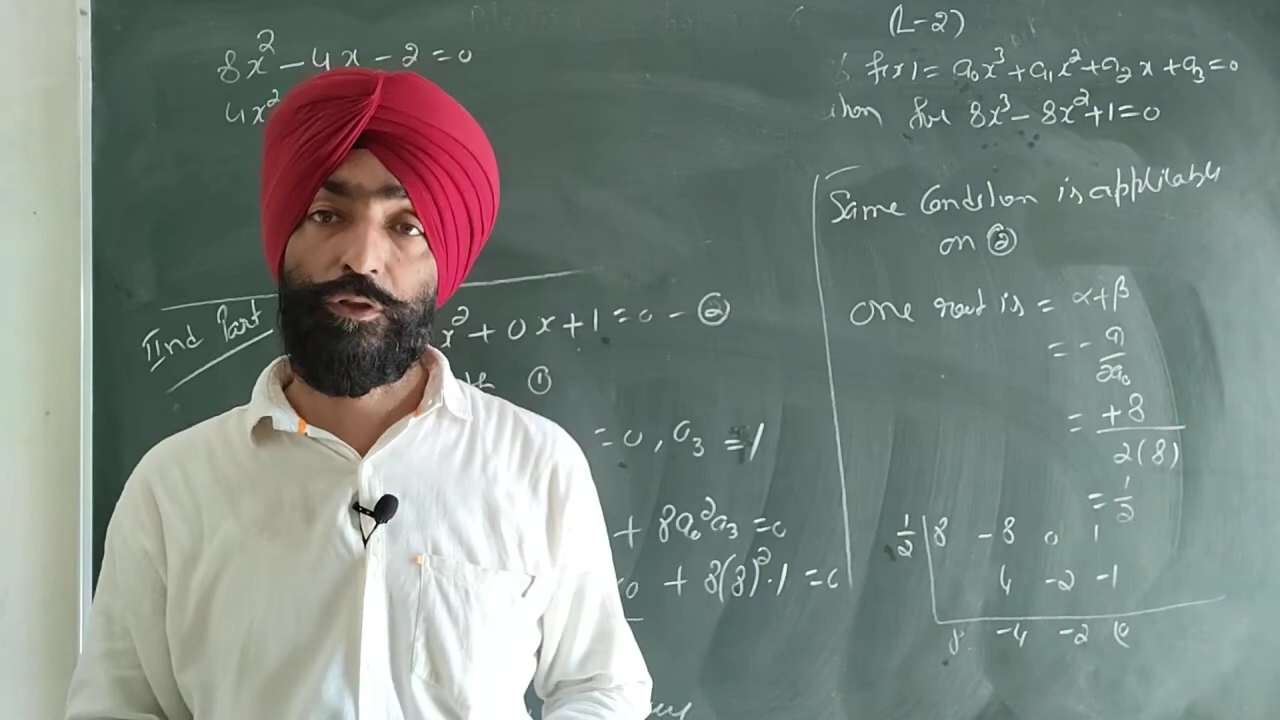 8x² - 4x - 2 = 0
4x²
(L-2)
f(x) = a₀x³ + a₁x² + a₂x + a₃ = 0
for 8x³ - 8x² + 1 = 0
Same Condition is applicable
on ②
One root is = α+β
= - a₁/2a₀
= +8/2(8)
= 1/2
1/2 | 8 -8 0 1
4 -2 -1
8 -4 -2 0
IInd Part
x² + 0x + 1 = 0 - ②
①
= 0, a₃ = 1
+ 8a₀²a₃ = 0
+ 8(8)²·1 = 0